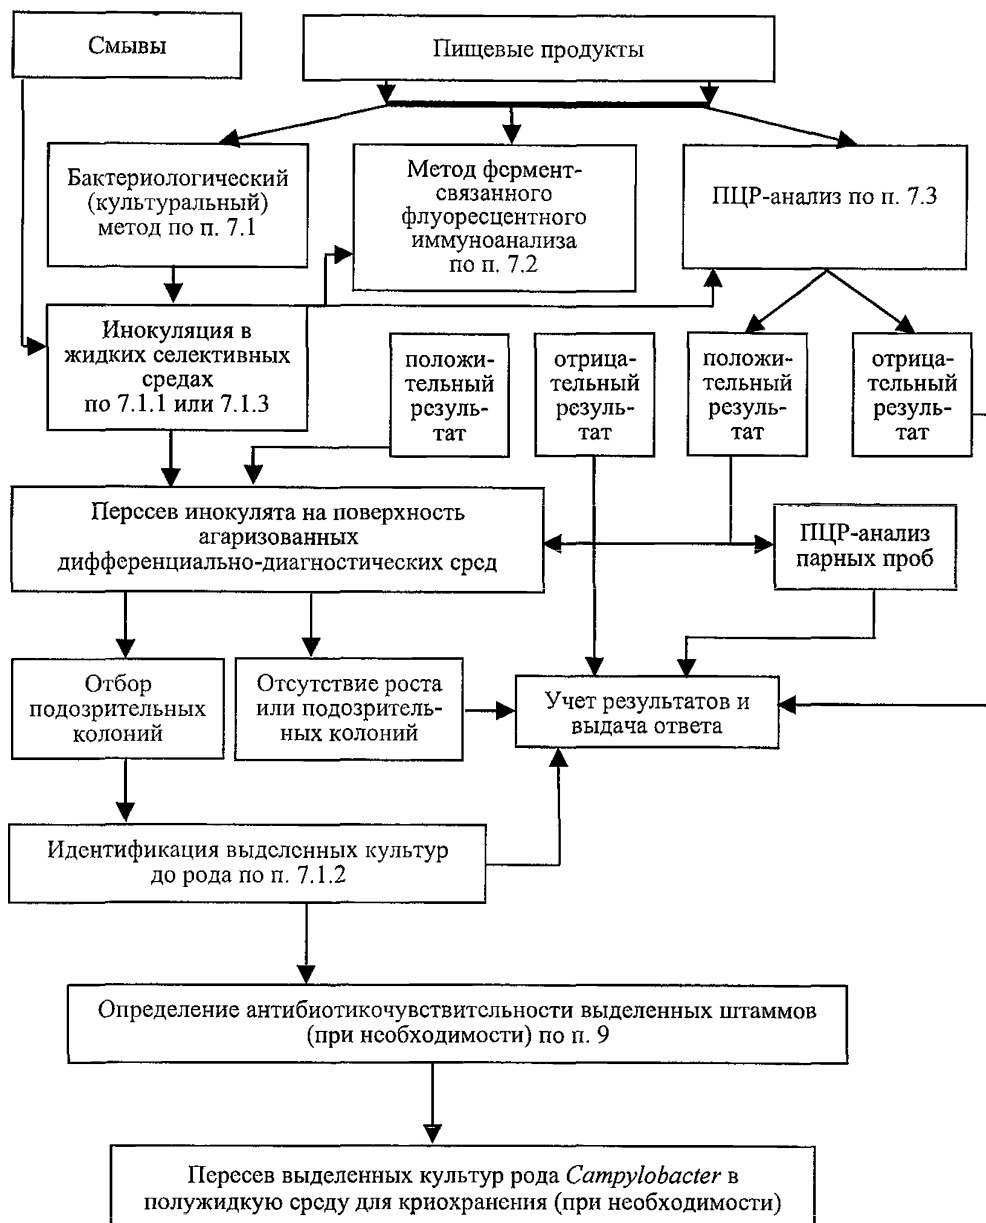 Смывы
Пищевые продукты
Бактериологический
(культуральный)
метод по п. 7.1
Метод фермент-
связанного
флуоресцентного
иммуноанализа
по п. 7.2
ПЦР-анализ по п. 7.3
Инокуляция в
жидких селективных
средах
по 7.1.1 или 7.1.3
положи-
тельный
резуль-
тат
отрица-
тельный
резуль-
тат
положи-
тельный
резуль-
тат
отрица-
тельный
резуль-
тат
Пересев инокулята на поверхность
агаризованных
дифференциально-диагностических сред
ПЦР-анализ
парных проб
Отбор
подозрительных
колоний
Отсутствие роста
или подозритель-
ных колоний
Учет результатов и
выдача ответа
Идентификация выделенных культур
до рода по п. 7.1.2
Определение антибиотикочувствительности выделенных штаммов
(при необходимости) по п. 9
Пересев выделенных культур рода Campylobacter в
полужидкую среду для криохранения (при необходимости)